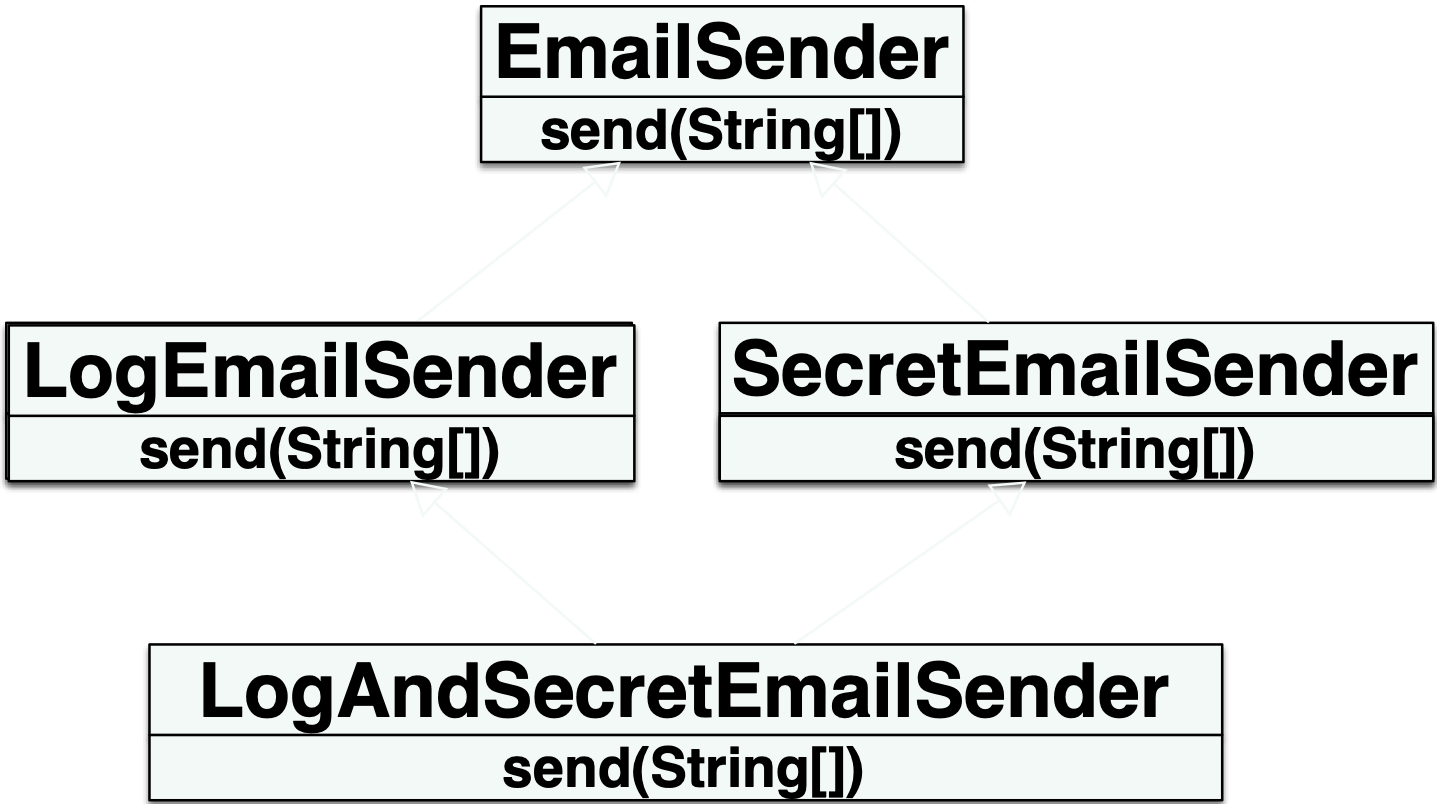 EmailSender
send(String[])
LogEmailSender
send(String[])
SecretEmailSender
send(String[])
LogAndSecretEmailSender
send(String[])